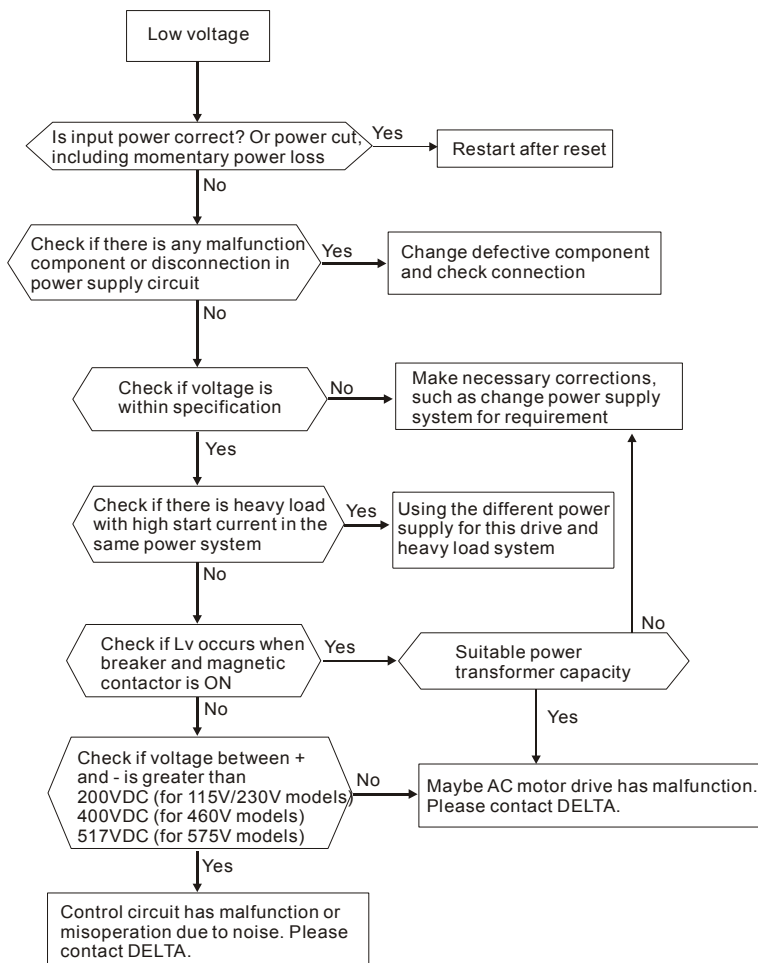 Low voltage
Is input power correct? Or power cut,
including momentary power loss
Yes
Restart after reset
No
Check if there is any malfunction
component or disconnection in
power supply circuit
Yes
Change defective component
and check connection
No
Check if voltage is
within specification
No
Make necessary corrections,
such as change power supply
system for requirement
Yes
Check if there is heavy load
with high start current in the
same power system
Yes
Using the different power
supply for this drive and
heavy load system
No
Check if Lv occurs when
breaker and magnetic
contactor is ON
Yes
Suitable power
transformer capacity
No
Yes
No
Check if voltage between +
and - is greater than
200VDC (for 115V/230V models)
400VDC (for 460V models)
517VDC (for 575V models)
No
Maybe AC motor drive has malfunction.
Please contact DELTA.
Yes
Control circuit has malfunction or
misoperation due to noise. Please
contact DELTA.